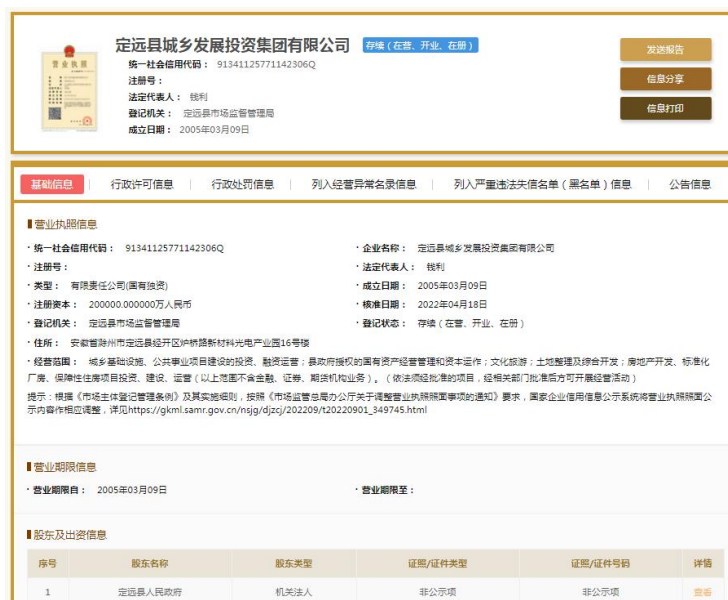 定远县城乡发展投资集团有限公司 存续（在营、开业、在册）
统一社会信用代码： 91341125771142306Q
注册号：
法定代表人： 钱利
登记机关： 定远县市场监督管理局
成立日期： 2005年03月09日
营业执照
发送报告
信息分享
信息打印
基础信息 行政许可信息 行政处罚信息 列入经营异常名录信息 列入严重违法失信名单（黑名单）信息 公告信息
营业执照信息
· 统一社会信用代码： 91341125771142306Q · 企业名称： 定远县城乡发展投资集团有限公司
· 注册号： · 法定代表人： 钱利
· 类型： 有限责任公司(国有独资) · 成立日期： 2005年03月09日
· 注册资本： 200000.000000万人民币 · 核准日期： 2022年04月18日
· 登记机关： 定远县市场监督管理局 · 登记状态： 存续（在营、开业、在册）
· 住所： 安徽省滁州市定远县经开区炉桥路新材料光电产业园16号楼
· 经营范围： 城乡基础设施、公共事业项目建设的投资、融资运营；县政府授权的国有资产经营管理和资本运作；文化旅游；土地整理及综合开发；房地产开发、标准化
厂房、保障性住房项目投资、建设、运营（以上范围不含金融、证券、期货机构业务）。（依法须经批准的项目，经相关部门批准后方可开展经营活动）
提示：根据《市场主体登记管理条例》及其实施细则，按照《市场监管总局办公厅关于调整营业执照照面事项的通知》要求，国家企业信用信息公示系统将营业执照照面公
示内容作相应调整，详见https://gkml.samr.gov.cn/nsjg/djzcj/202209/t20220901_349745.html
营业期限信息
· 营业期限自： 2005年03月09日 · 营业期限至：
股东及出资信息
序号 股东名称 股东类型 证照/证件类型 证照/证件号码 详情
1 定远县人民政府 机关法人 非公示项 非公示项 查看